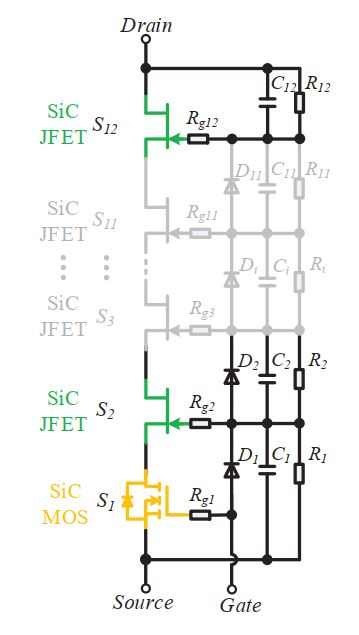 Drain
C12 R12
SiC JFET S12 Rg12
D11 C11 R11
SiC JFET S11 Rg11
Di Ci Ri
SiC JFET S3 Rg3
D2 C2 R2
SiC JFET S2 Rg2
D1 C1 R1
SiC MOS S1 Rg1
Source Gate